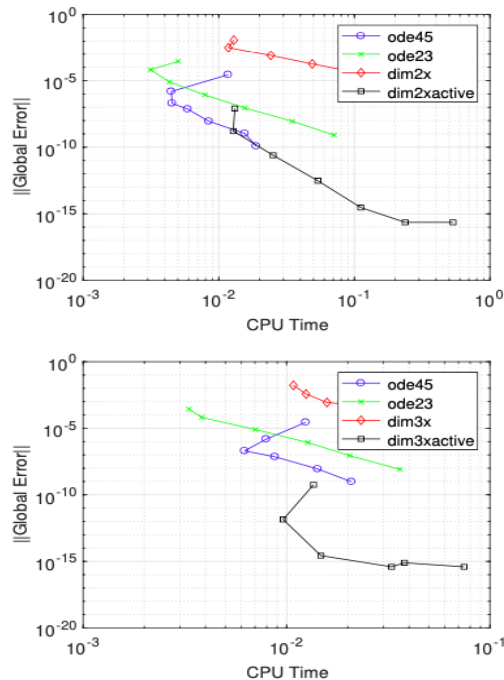 10^0
10^-5
10^-10
10^-15
10^-20
||Global Error||
ode45
ode23
dim2x
dim2xactive
10^-3
10^-2
10^-1
10^0
CPU Time
10^0
10^-5
10^-10
10^-15
10^-20
||Global Error||
ode45
ode23
dim3x
dim3xactive
10^-3
10^-2
10^-1
CPU Time